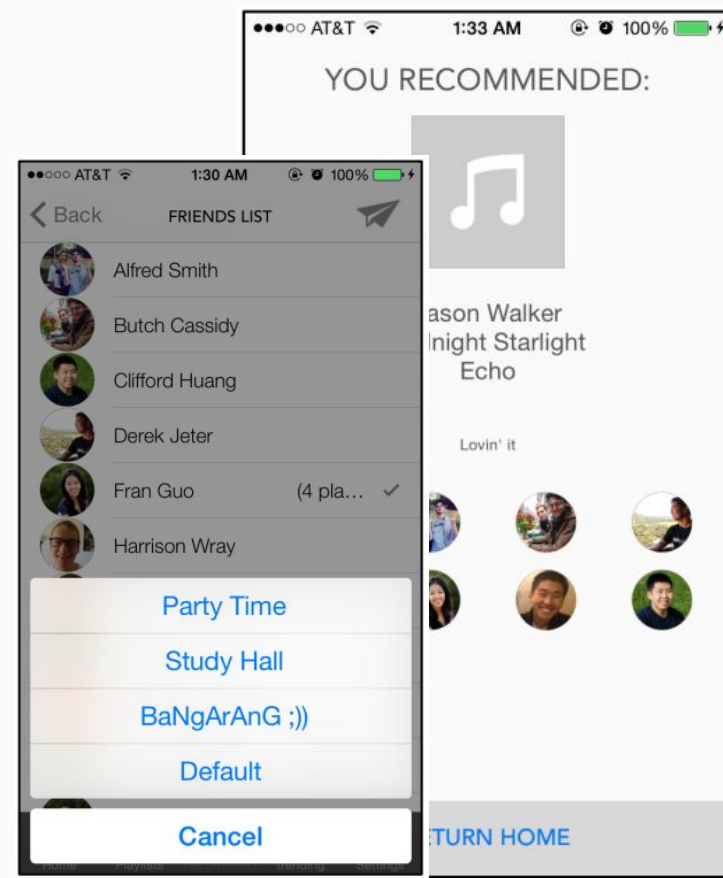 AT&T 1:33 AM 100%
YOU RECOMMENDED:
ason Walker
night Starlight
Echo
Lovin' it
TURN HOME
AT&T 1:30 AM 100%
Back FRIENDS LIST
Alfred Smith
Butch Cassidy
Clifford Huang
Derek Jeter
Fran Guo (4 pla... ✓
Harrison Wray
Party Time
Study Hall
BaNgArAnG ;))
Default
Cancel